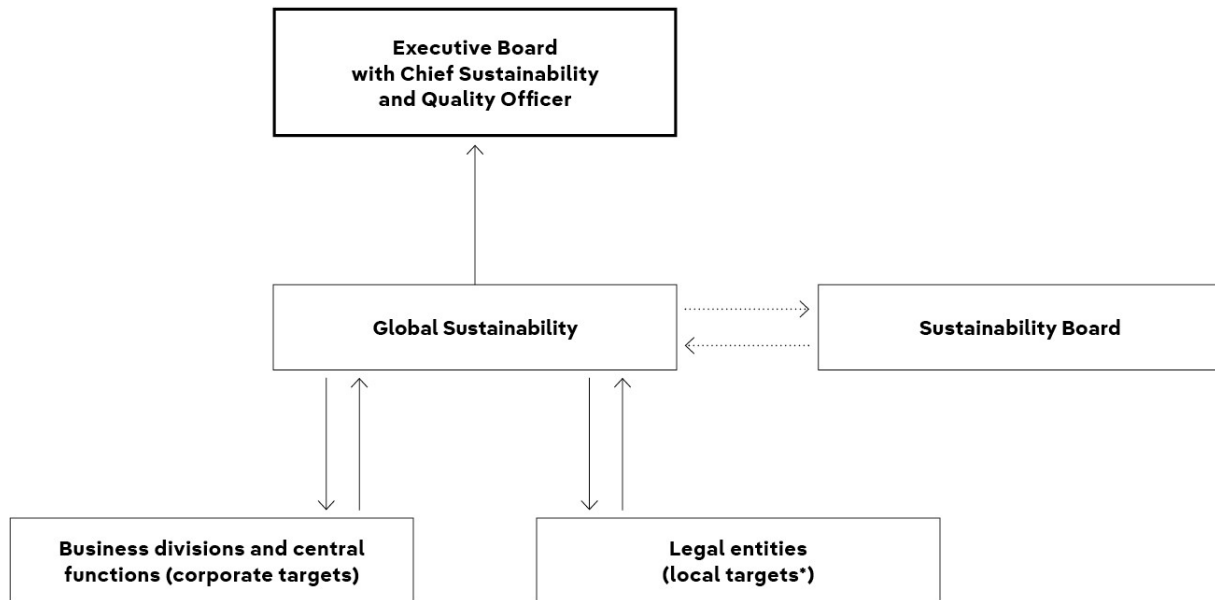 Executive Board
with Chief Sustainability
and Quality Officer
Global Sustainability
Sustainability Board
Business divisions and central
functions (corporate targets)
Legal entities
(local targets*)